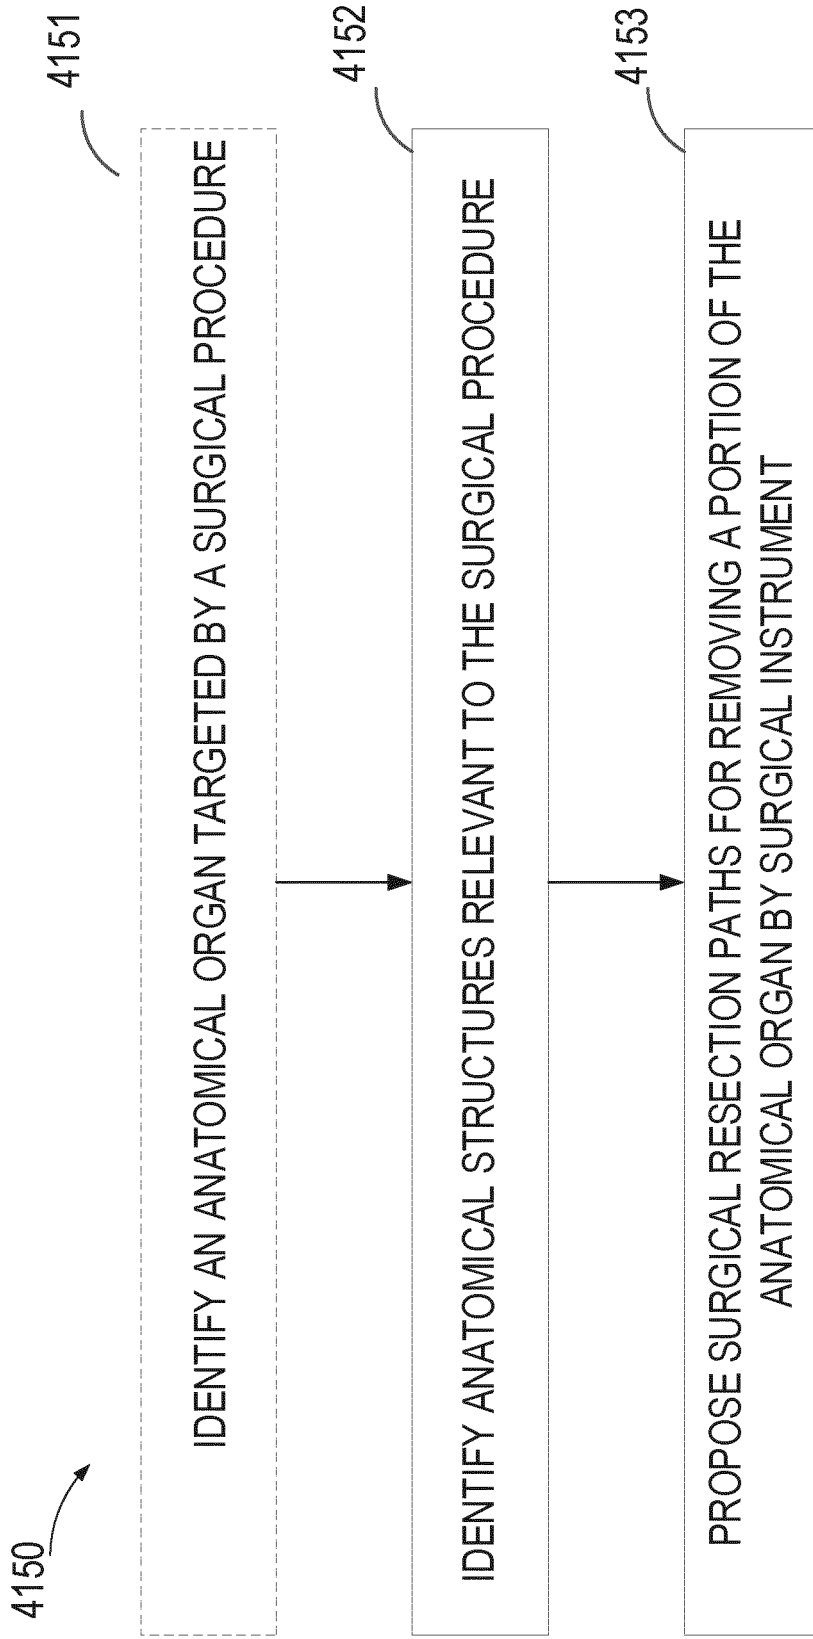 4150
4151
IDENTIFY AN ANATOMICAL ORGAN TARGETED BY A SURGICAL PROCEDURE
4152
IDENTIFY ANATOMICAL STRUCTURES RELEVANT TO THE SURGICAL PROCEDURE
4153
PROPOSE SURGICAL RESECTION PATHS FOR REMOVING A PORTION OF THE
ANATOMICAL ORGAN BY SURGICAL INSTRUMENT